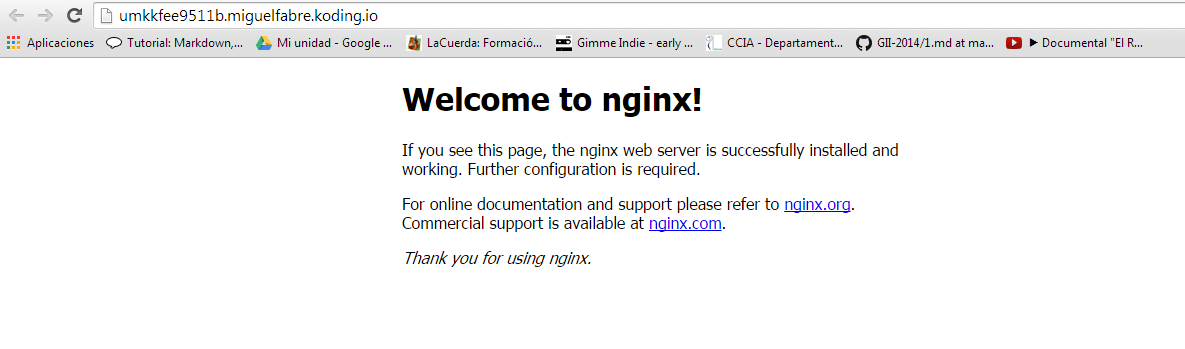 umkkfee9511b.miguelfabre.koding.io
Aplicaciones
Tutorial: Markdown,...
Mi unidad - Google ...
LaCuerda: Formació...
Gimme Indie - early ...
CCIA - Departament...
GII-2014/1.md at ma...
▶ Documental "El R...
Welcome to nginx!
If you see this page, the nginx web server is successfully installed and
working. Further configuration is required.
For online documentation and support please refer to nginx.org.
Commercial support is available at nginx.com.
Thank you for using nginx.